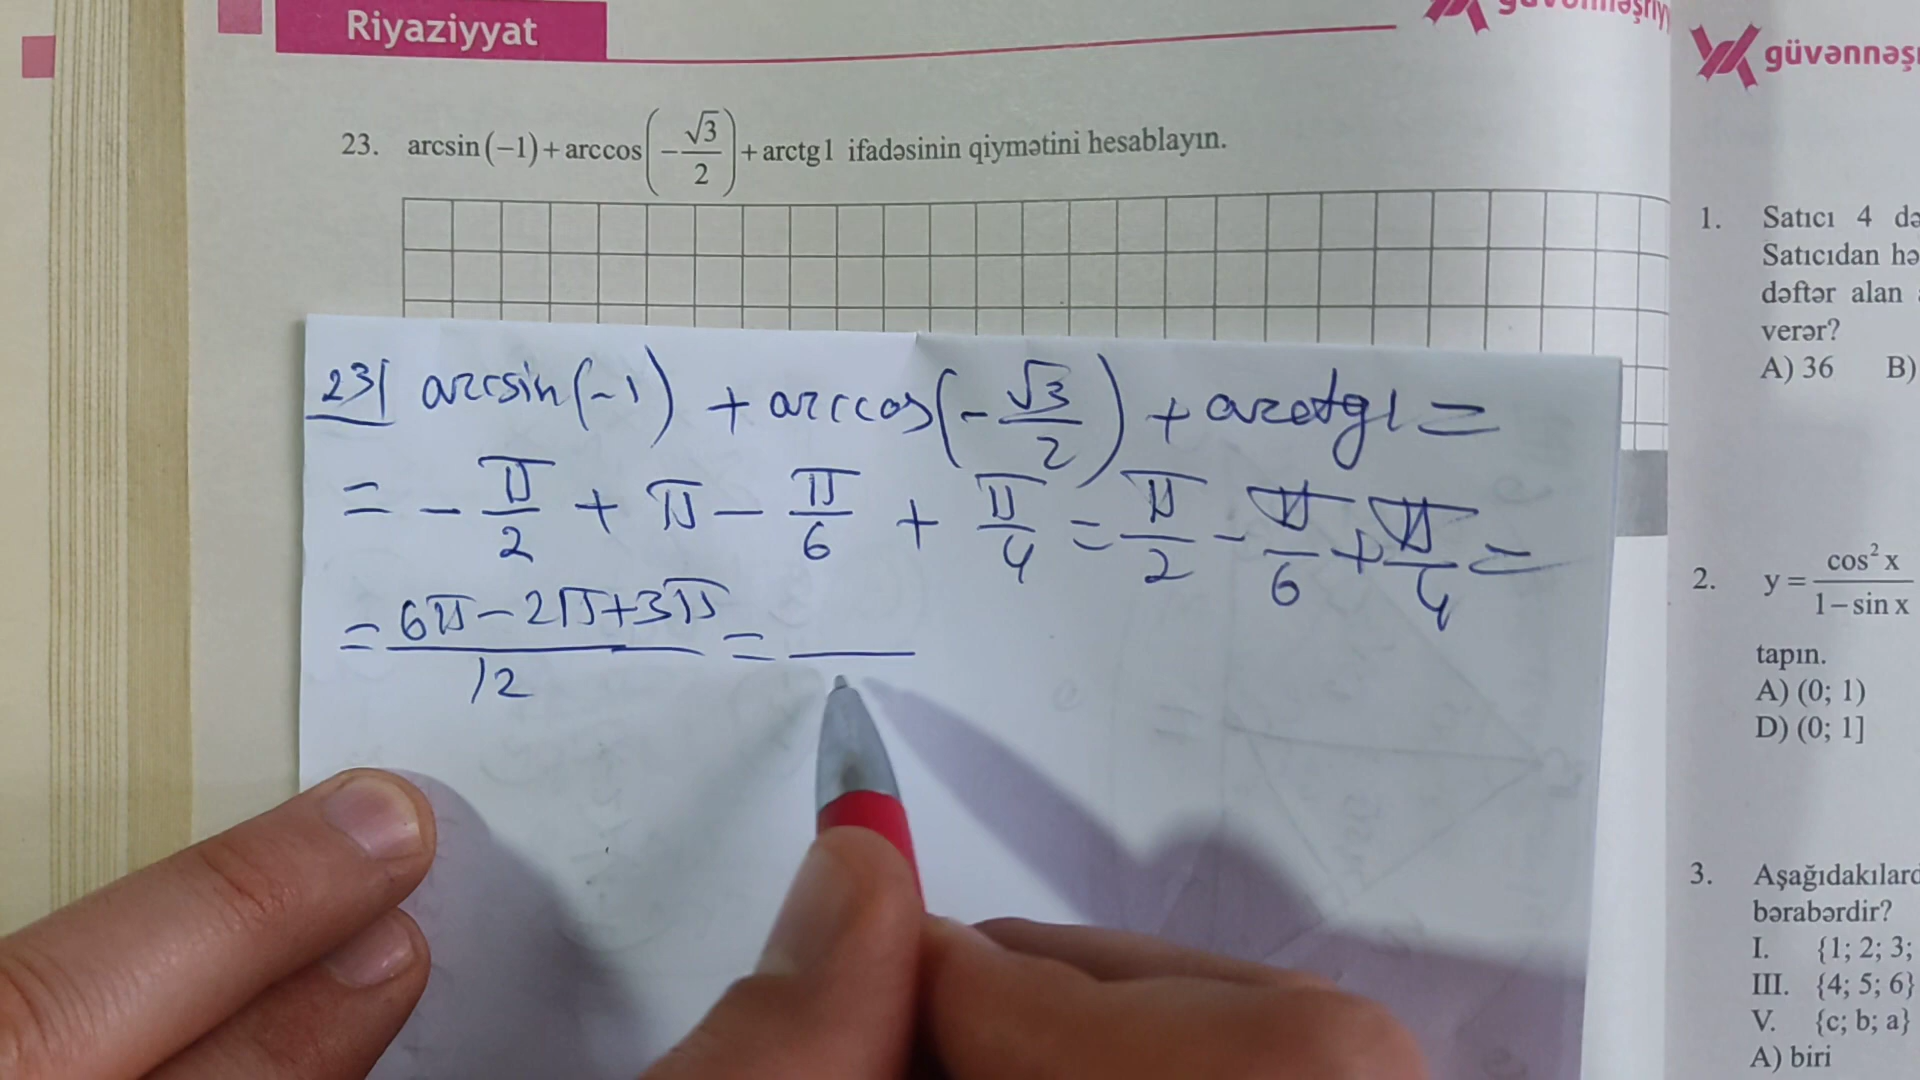 Riyaziyyat
güvənnəşriyy
23. arcsin(−1)+arccos(−√3/2)+arctg1 ifadəsinin qiymətini hesablayın.
23| arcsin(-1) + arccos(-√3/2) + arctg1 =
= -π/2 + π - π/6 + π/4 = π/2 - π/6 + π/4 =
= 6π-2π+3π/12 =
güvənnəşr
1. Satıcı 4 də
Satıcıdan hə
dəftər alan
verər?
A) 36 B)
2. y = cos² x/1 − sin x
tapın.
A) (0; 1)
D) (0; 1]
3. Aşağıdakılard
bərabərdir?
I. {1; 2; 3;
III. {4; 5; 6}
V. {c; b; a}
A) biri